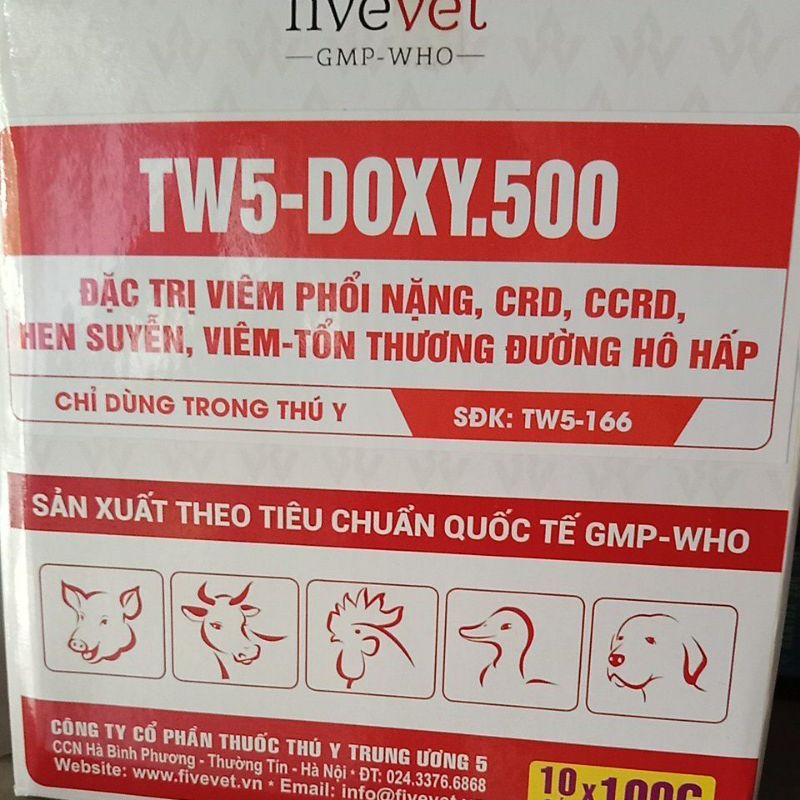 fivevet
GMP-WHO
TW5-DOXY.500
ĐẶC TRỊ VIÊM PHỔI NẶNG, CRD, CCRD,
HEN SUYỄN, VIÊM-TỔN THƯƠNG ĐƯỜNG HÔ HẤP
CHỈ DÙNG TRONG THÚ Y
SĐK: TW5-166
SẢN XUẤT THEO TIÊU CHUẨN QUỐC TẾ GMP-WHO
CÔNG TY CỔ PHẦN THUỐC THÚ Y TRUNG ƯƠNG 5
CCN Hà Bình Phương - Thường Tín - Hà Nội * ĐT: 024.3376.6868
Website: www.fivevet.vn * Email: info@fivevet.v
10 x 100G